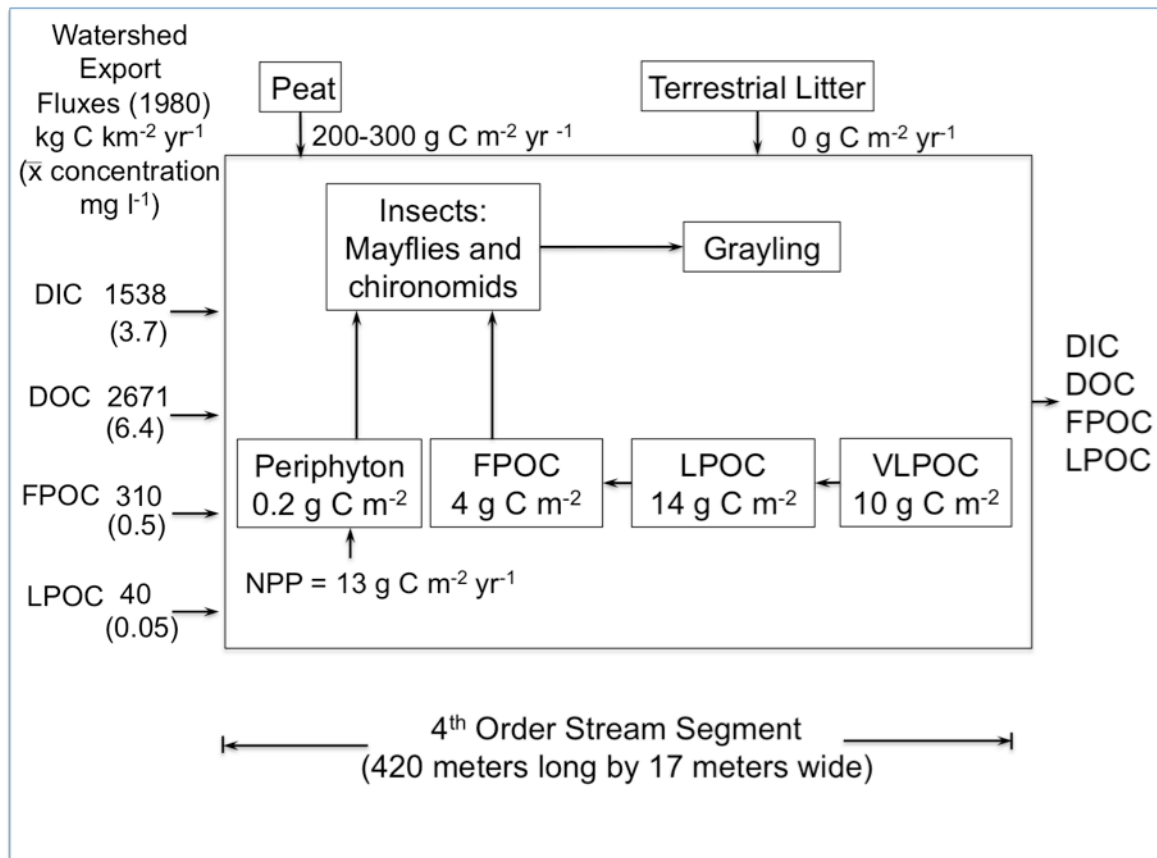 Watershed
Export
Fluxes (1980)
kg C km⁻² yr⁻¹
(x̅ concentration
mg l⁻¹)
Peat
200-300 g C m⁻² yr ⁻¹
Terrestrial Litter
0 g C m⁻² yr⁻¹
Insects:
Mayflies and
chironomids
Grayling
DIC 1538
(3.7)
DOC 2671
(6.4)
FPOC 310
(0.5)
LPOC 40
(0.05)
Periphyton
0.2 g C m⁻²
FPOC
4 g C m⁻²
LPOC
14 g C m⁻²
VLPOC
10 g C m⁻²
NPP = 13 g C m⁻² yr⁻¹
DIC
DOC
FPOC
LPOC
4ᵗʰ Order Stream Segment
(420 meters long by 17 meters wide)